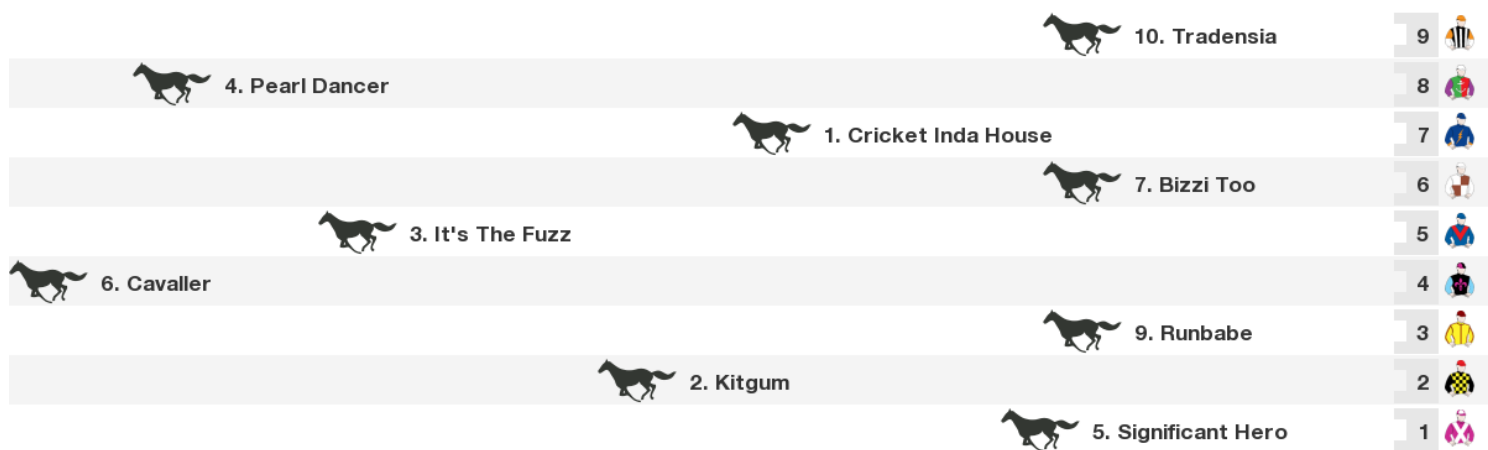 10. Tradensia 9
4. Pearl Dancer 8
1. Cricket Inda House 7
7. Bizzi Too 6
3. It's The Fuzz 5
6. Cavaller 4
9. Runbabe 3
2. Kitgum 2
5. Significant Hero 1